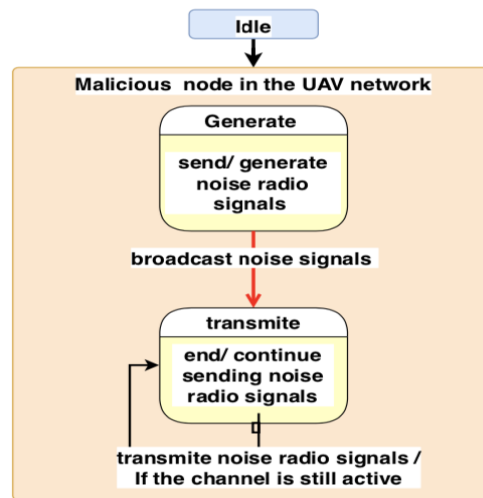 Idle
Malicious node in the UAV network
Generate
send/ generate
noise radio
signals
broadcast noise signals
transmite
end/ continue
sending noise
radio signals
transmite noise radio signals /
If the channel is still active